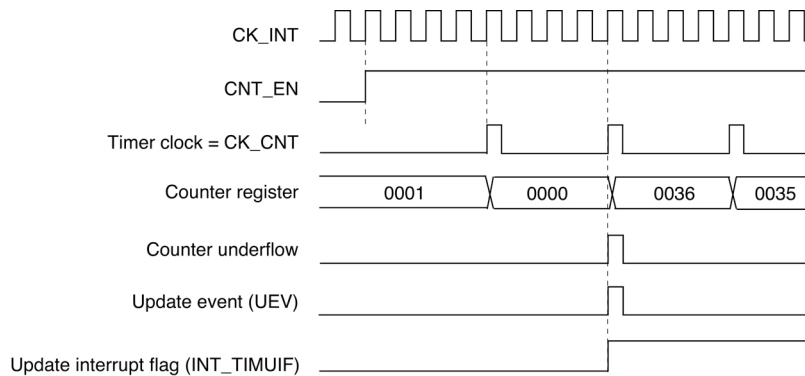 CK_INT
CNT_EN
Timer clock = CK_CNT
Counter register 0001 0000 0036 0035
Counter underflow
Update event (UEV)
Update interrupt flag (INT_TIMUIF)